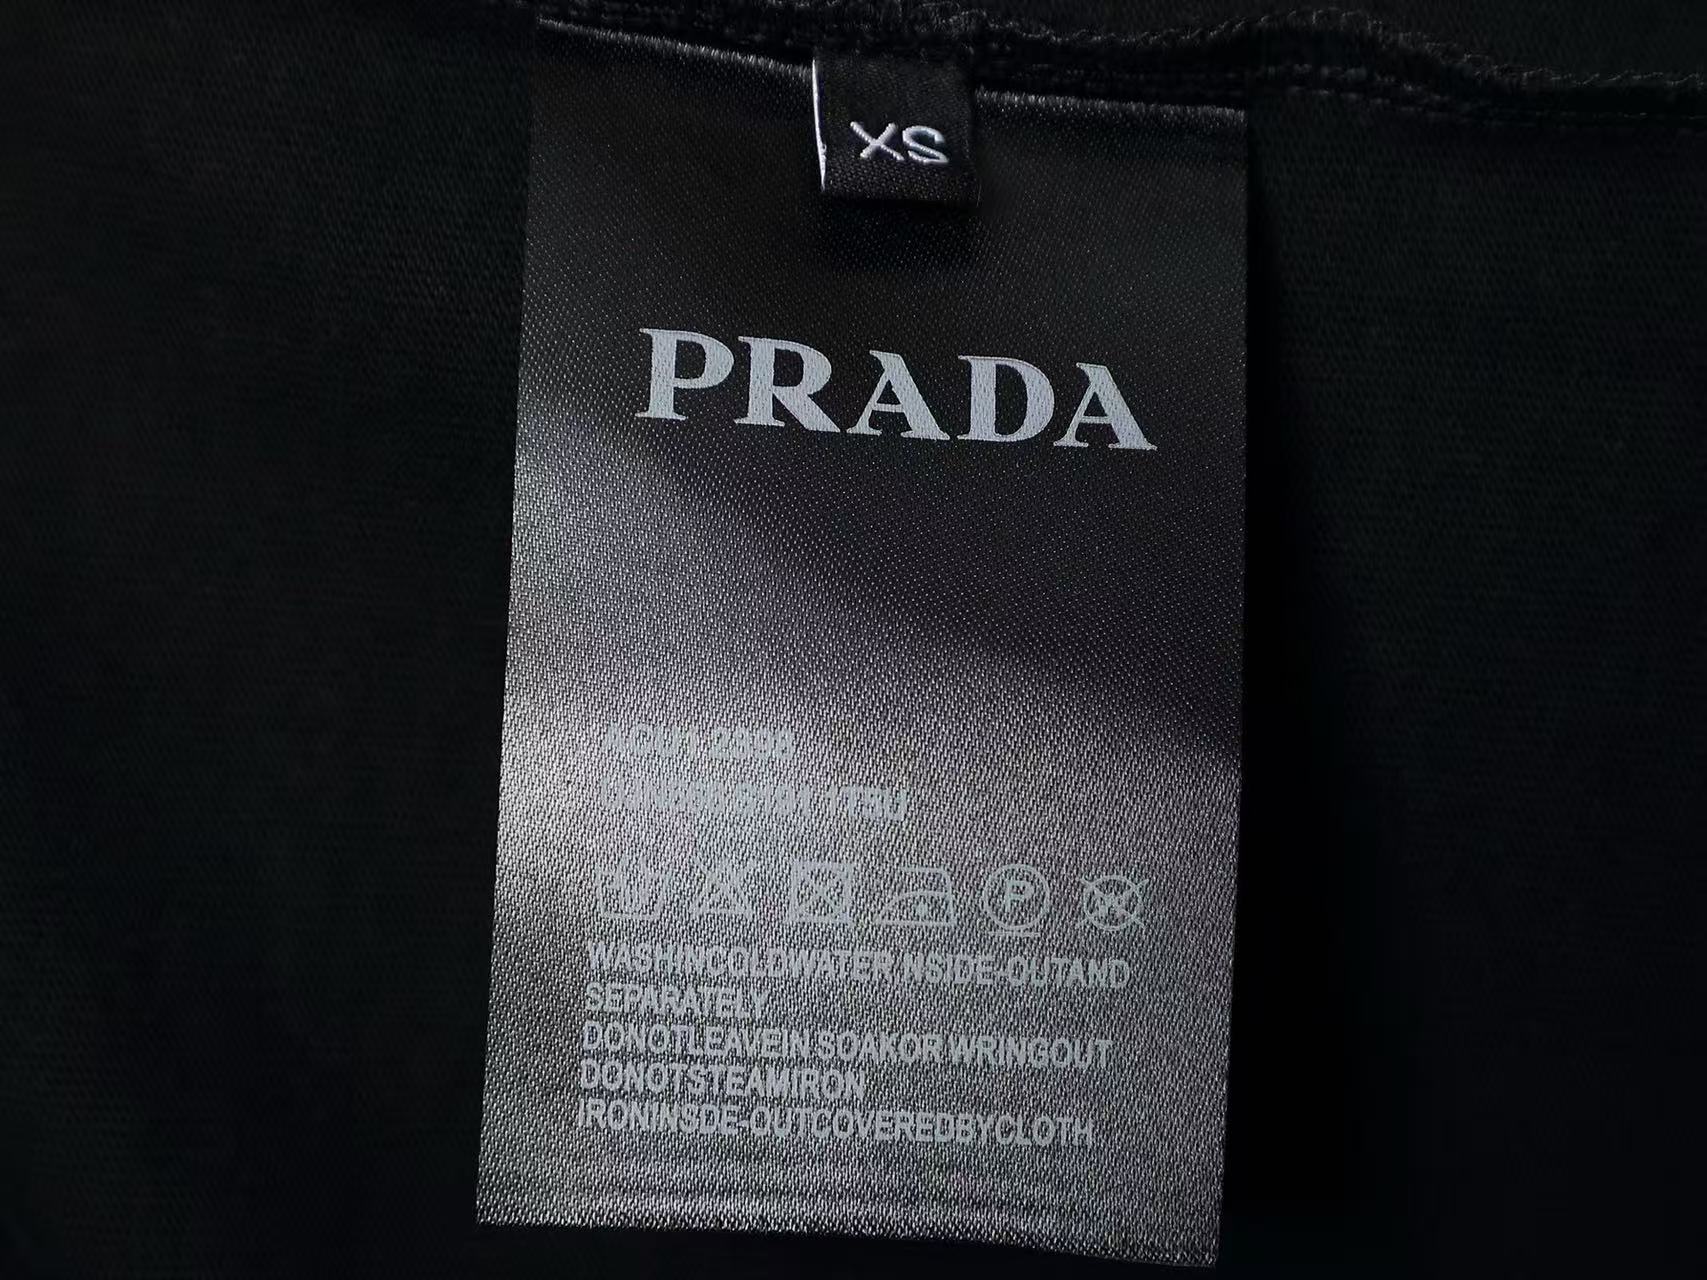 XS
PRADA
P
WASHINCOLDWATER INSIDE-OUTAND
SEPARATELY
DONOTLEAVEIN SOAKOR WRINGOUT
DONOTSTEAMIRON
IRONINSDE-OUTCOVEREDBYCLOTH